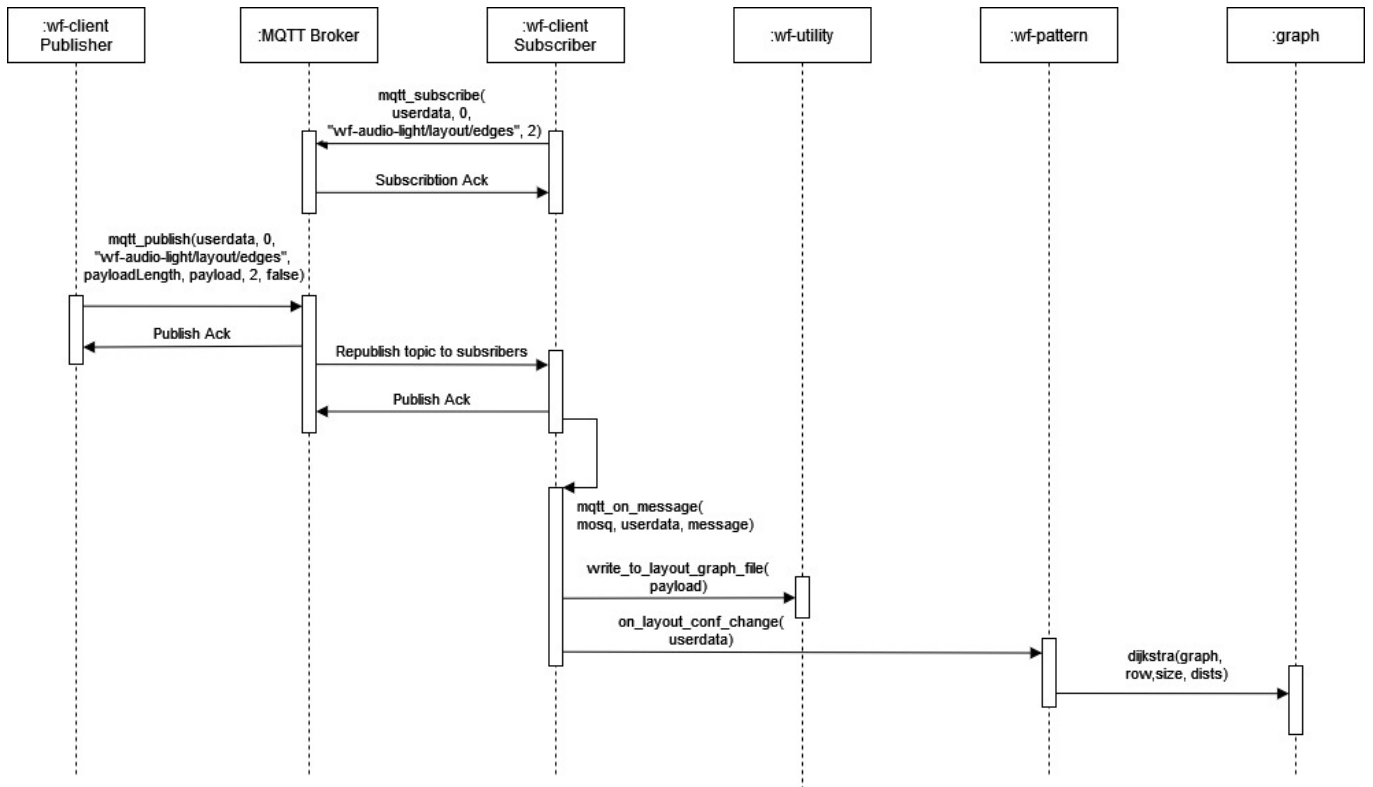 :wf-client
Publisher
:MQTT Broker
:wf-client
Subscriber
:wf-utility
:wf-pattern
:graph
mqtt_subscribe(
userdata, 0,
"wf-audio-light/layout/edges", 2)
Subscribtion Ack
mqtt_publish(userdata, 0,
"wf-audio-light/layout/edges",
payloadLength, payload, 2, false)
Publish Ack
Republish topic to subsribers
Publish Ack
mqtt_on_message(
mosq, userdata, message)
write_to_layout_graph_file(
payload)
on_layout_conf_change(
userdata)
dijkstra(graph,
row,size, dists)